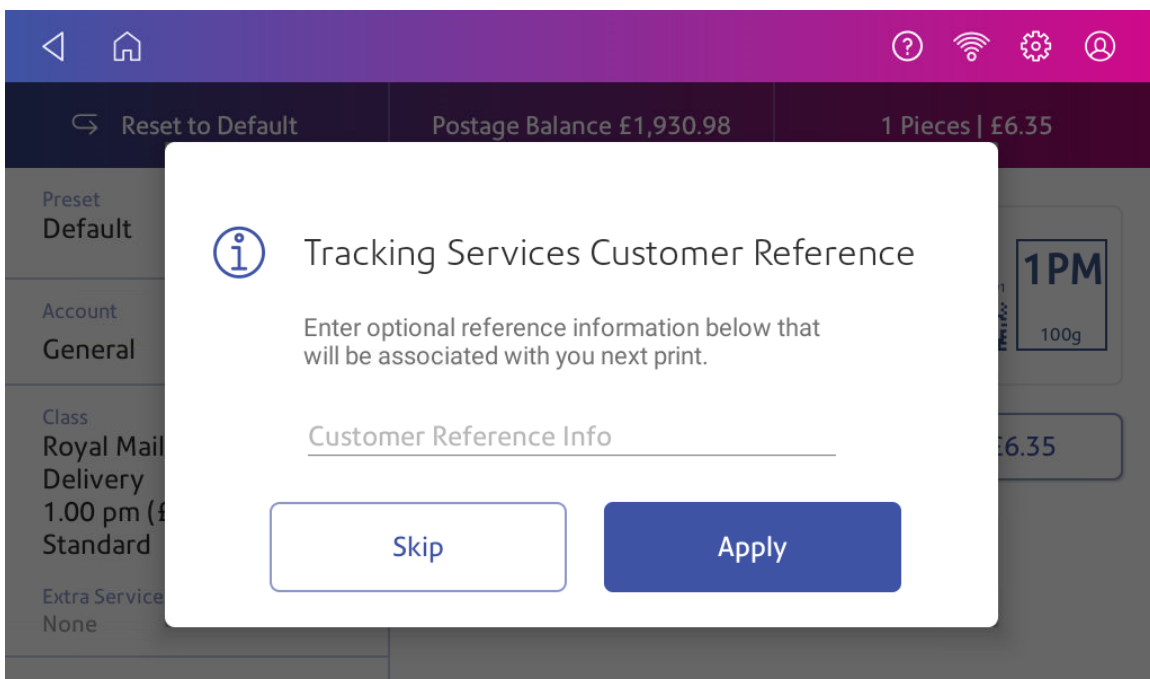 Reset to Default
Postage Balance £1,930.98
1 Pieces | £6.35
Preset
Default
Account
General
Class
Royal Mail
Delivery
1.00 pm (£
Standard
Extra Service
None
Tracking Services Customer Reference
Enter optional reference information below that
will be associated with you next print.
Customer Reference Info
Skip
Apply
1PM
100g
£6.35